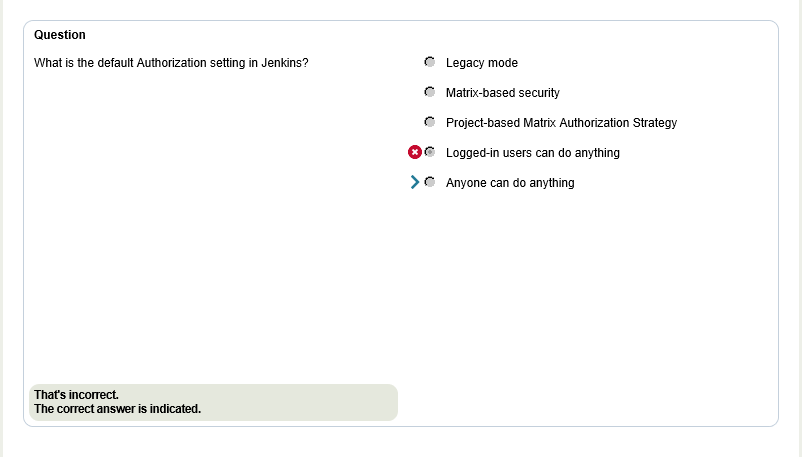 Question
What is the default Authorization setting in Jenkins?
Legacy mode
Matrix-based security
Project-based Matrix Authorization Strategy
Logged-in users can do anything
Anyone can do anything
That's incorrect.
The correct answer is indicated.